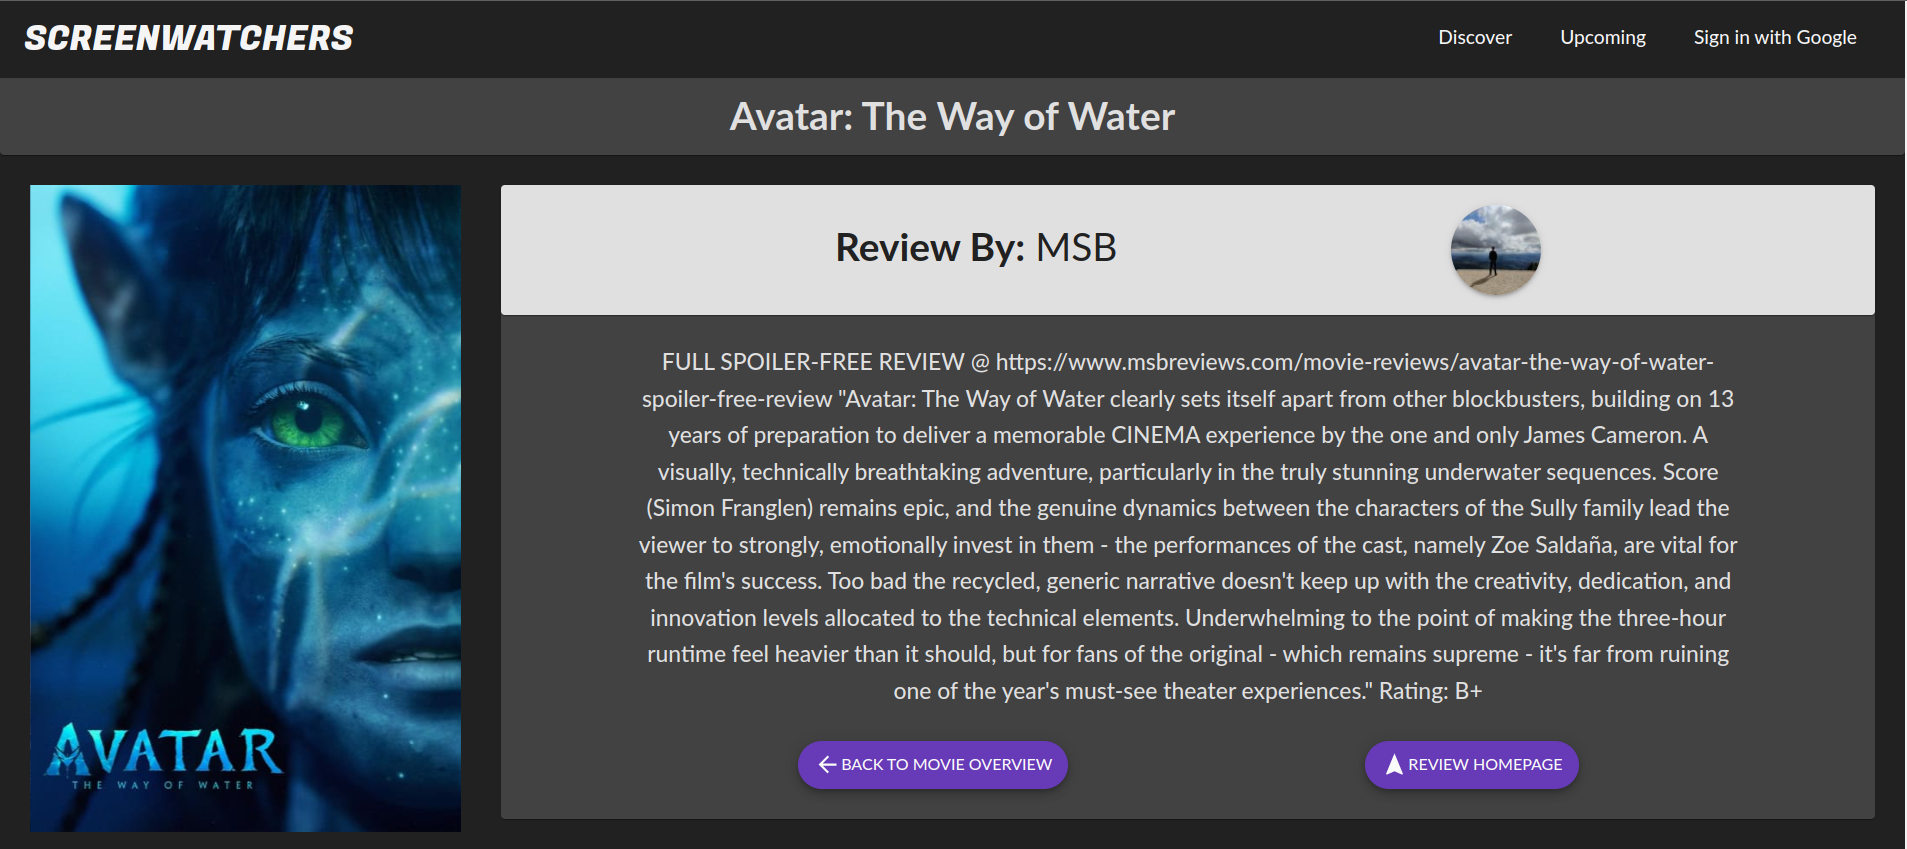 SCREENWATCHERS
Discover
Upcoming
Sign in with Google
Avatar: The Way of Water
AVATAR
THE WAY OF WATER
Review By: MSB
FULL SPOILER-FREE REVIEW @ https://www.msbreviews.com/movie-reviews/avatar-the-way-of-water-
spoiler-free-review "Avatar: The Way of Water clearly sets itself apart from other blockbusters, building on 13
years of preparation to deliver a memorable CINEMA experience by the one and only James Cameron. A
visually, technically breathtaking adventure, particularly in the truly stunning underwater sequences. Score
(Simon Franglen) remains epic, and the genuine dynamics between the characters of the Sully family lead the
viewer to strongly, emotionally invest in them - the performances of the cast, namely Zoe Saldaña, are vital for
the film's success. Too bad the recycled, generic narrative doesn't keep up with the creativity, dedication, and
innovation levels allocated to the technical elements. Underwhelming to the point of making the three-hour
runtime feel heavier than it should, but for fans of the original - which remains supreme - it's far from ruining
one of the year's must-see theater experiences." Rating: B+
BACK TO MOVIE OVERVIEW
REVIEW HOMEPAGE